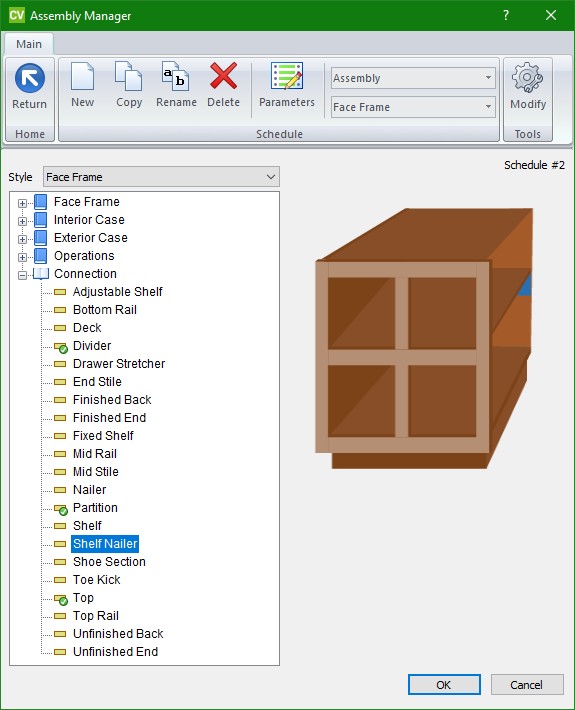 CV Assembly Manager ?
Main
Return
New
Copy
a b
Rename
Delete
Parameters
Assembly
Face Frame
Modify
Home
Schedule
Tools
Schedule #2
Style Face Frame
Face Frame
Interior Case
Exterior Case
Operations
Connection
Adjustable Shelf
Bottom Rail
Deck
Divider
Drawer Stretcher
End Stile
Finished Back
Finished End
Fixed Shelf
Mid Rail
Mid Stile
Nailer
Partition
Shelf
Shelf Nailer
Shoe Section
Toe Kick
Top
Top Rail
Unfinished Back
Unfinished End
OK Cancel